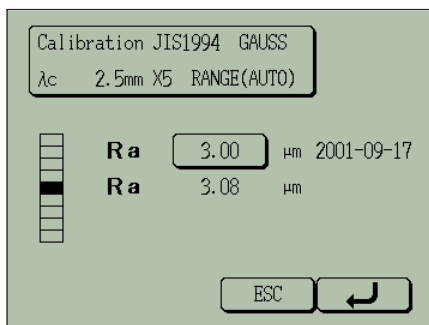 Calibration JIS1994 GAUSS
λc 2.5mm X5 RANGE(AUTO)
Ra 3.00 μm 2001-09-17
Ra 3.08 μm
ESC